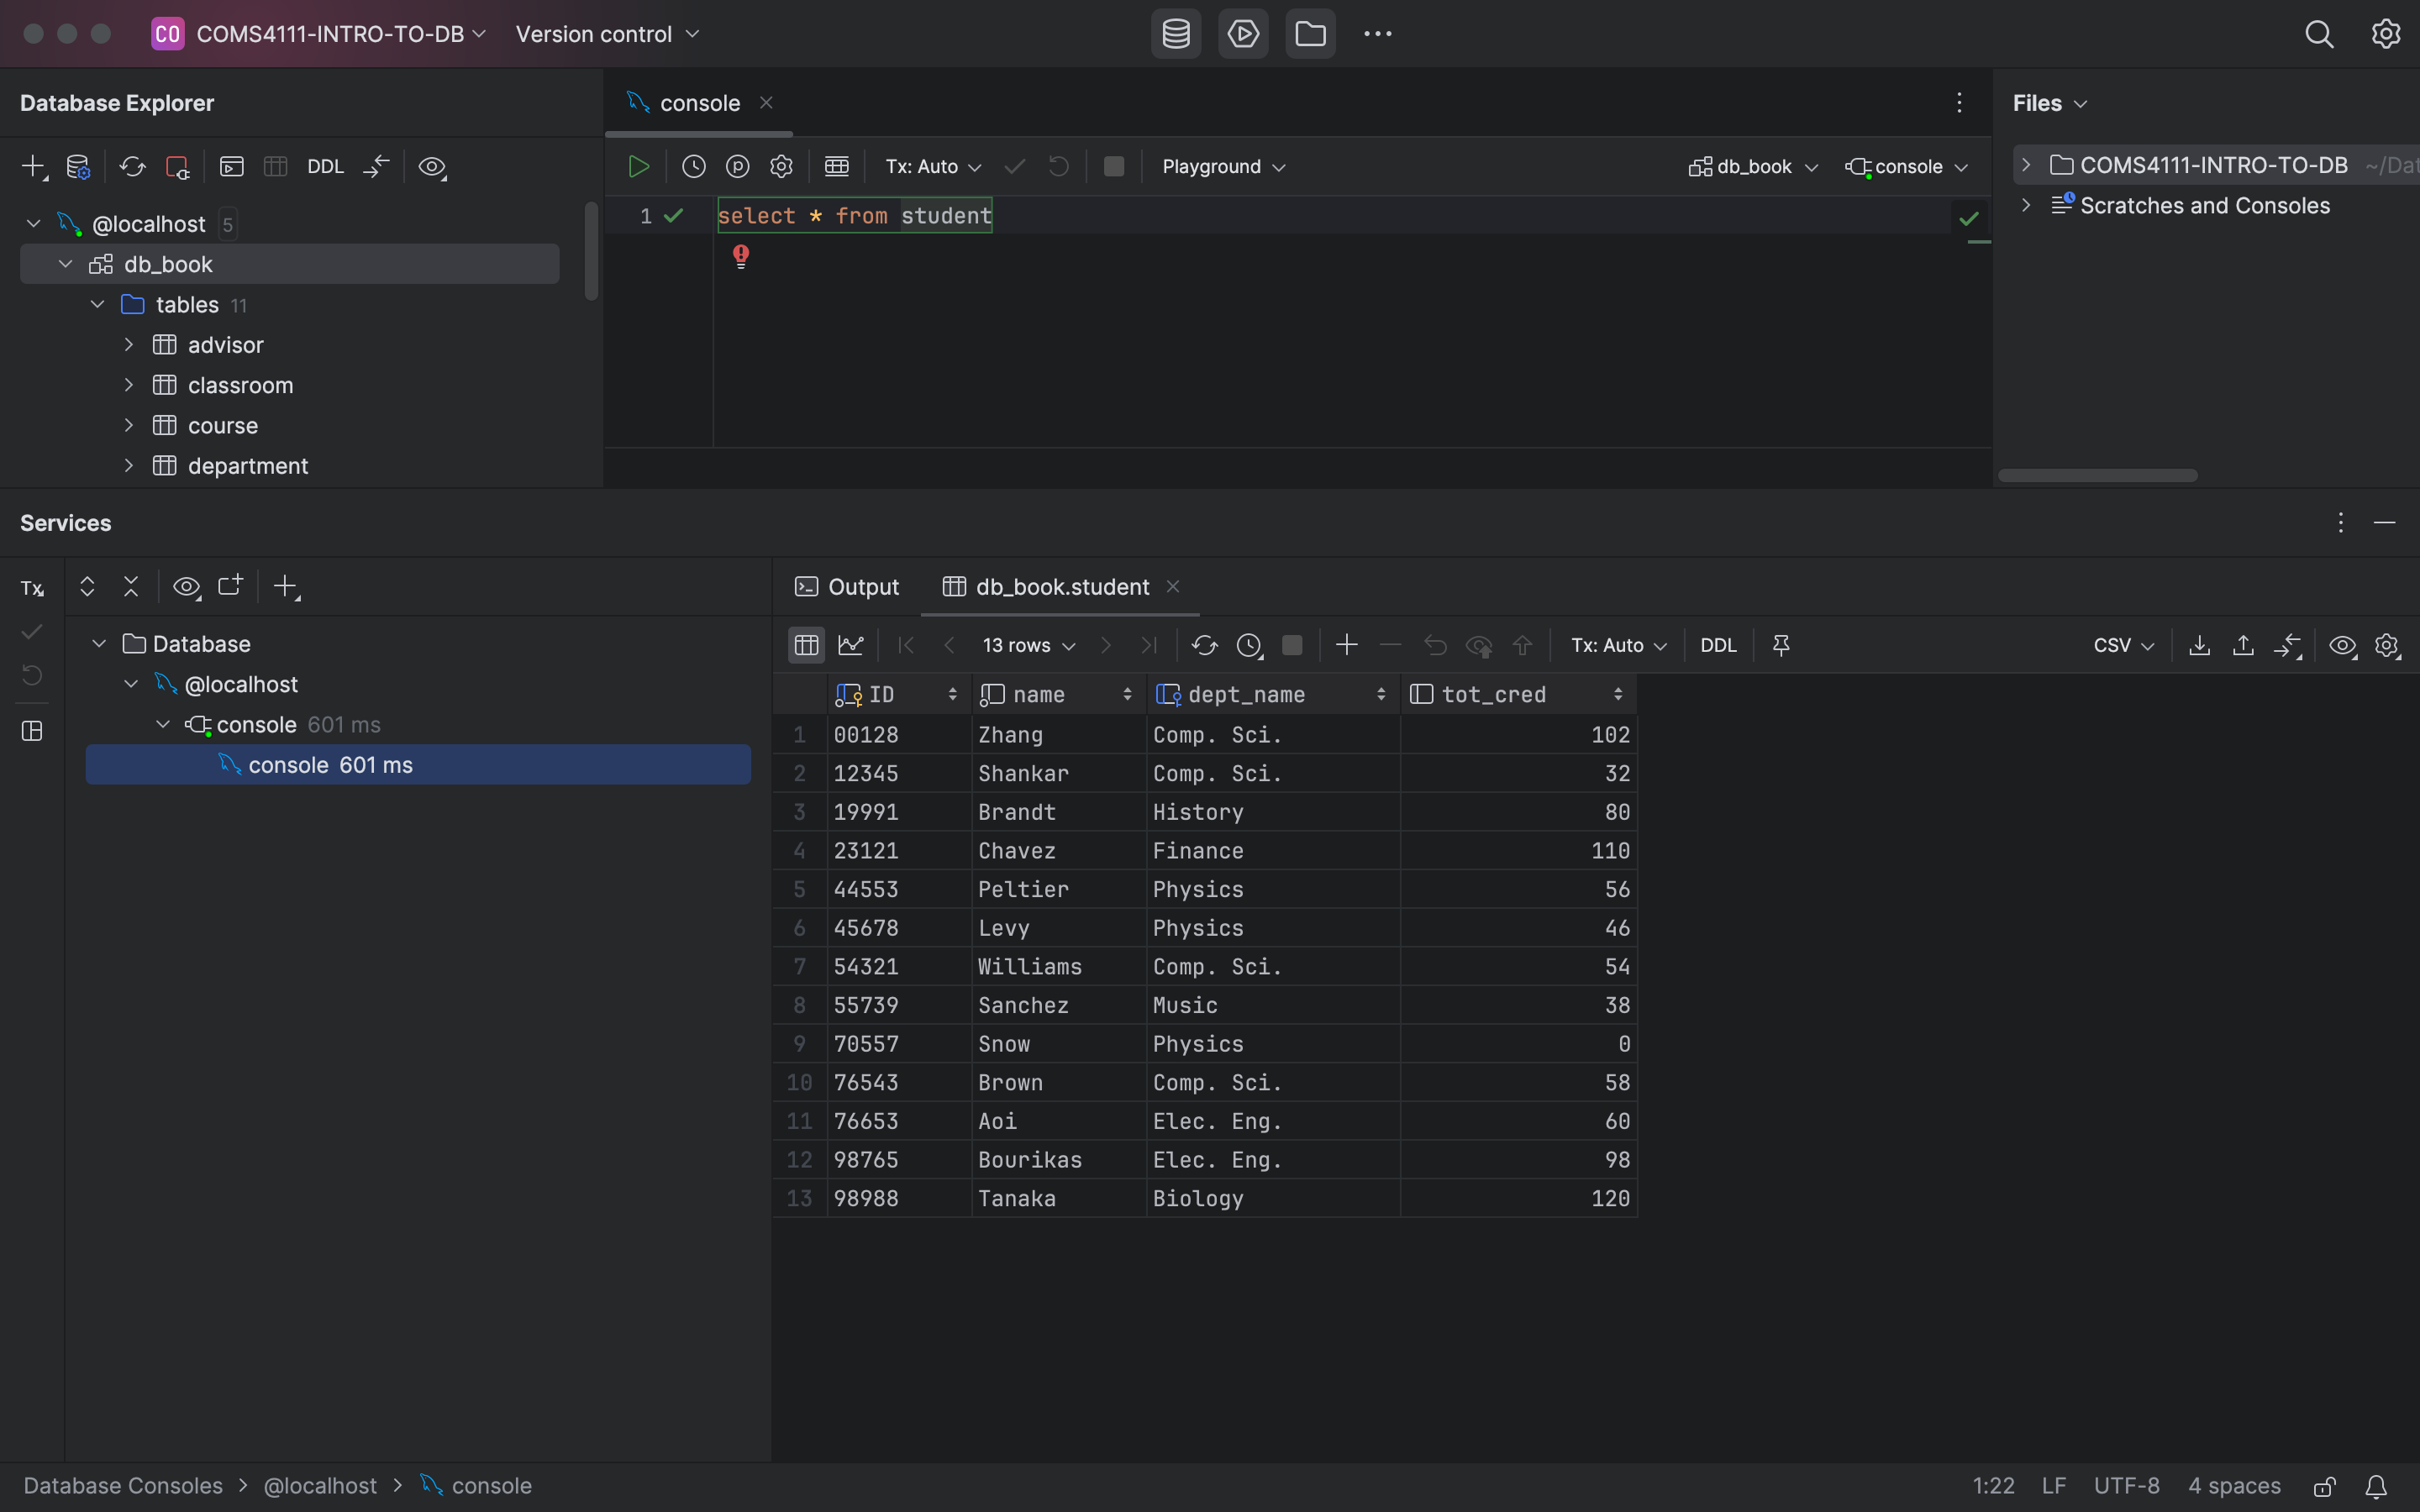 CO COMS4111-INTRO-TO-DB Version control
Database Explorer
console
Files
DDL
Tx: Auto Playground db_book console
COMS4111-INTRO-TO-DB ~/Dat
Scratches and Consoles
@localhost 5
1 select * from student
db_book
tables 11
advisor
classroom
course
department
Services
Tx
Output db_book.student
13 rows Tx: Auto DDL CSV
Database
@localhost
console 601 ms
console 601 ms
ID name dept_name tot_cred
1 00128 Zhang Comp. Sci. 102
2 12345 Shankar Comp. Sci. 32
3 19991 Brandt History 80
4 23121 Chavez Finance 110
5 44553 Peltier Physics 56
6 45678 Levy Physics 46
7 54321 Williams Comp. Sci. 54
8 55739 Sanchez Music 38
9 70557 Snow Physics 0
10 76543 Brown Comp. Sci. 58
11 76653 Aoi Elec. Eng. 60
12 98765 Bourikas Elec. Eng. 98
13 98988 Tanaka Biology 120
Database Consoles > @localhost > console
1:22 LF UTF-8 4 spaces